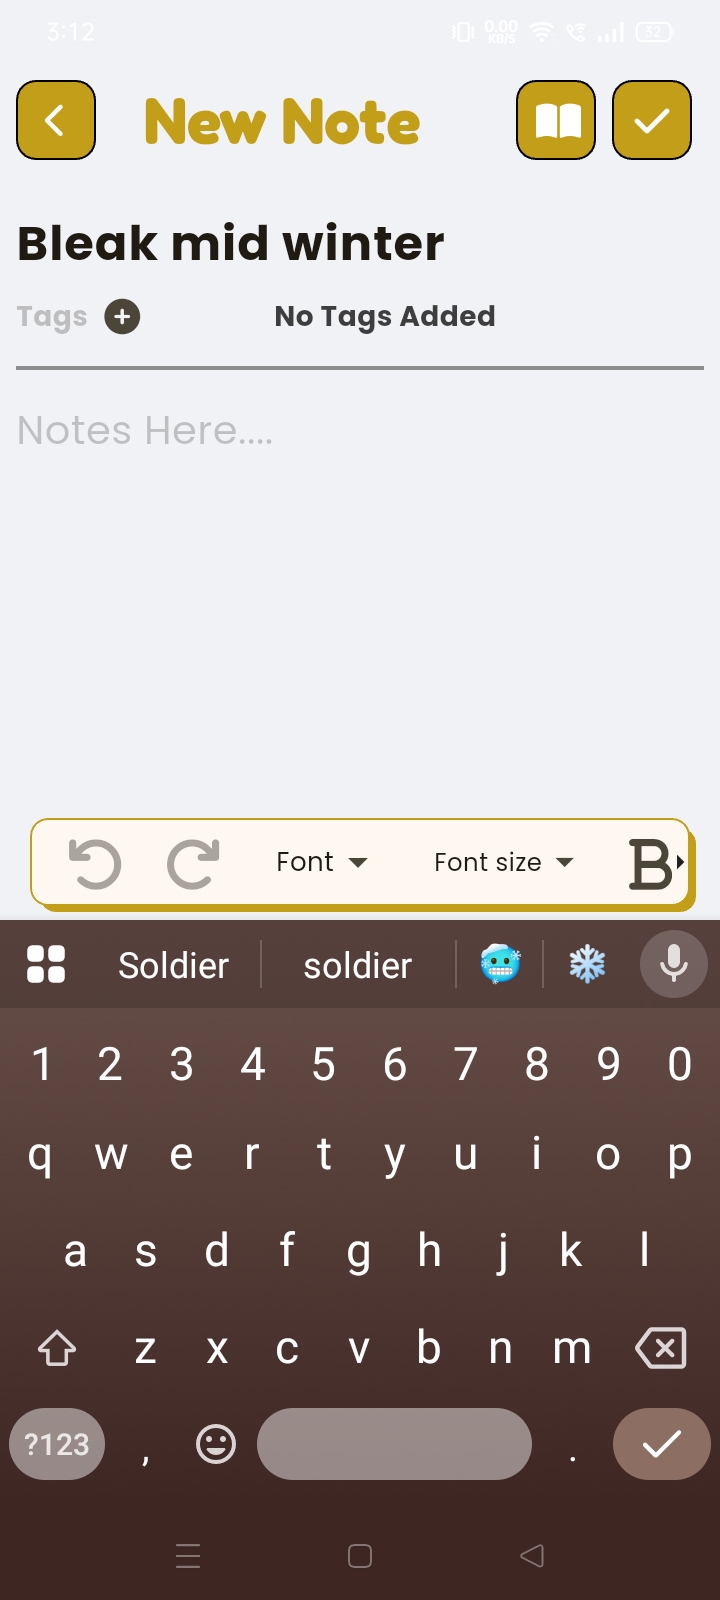 3:12 0.00 KB/S 32
New Note
Bleak mid winter
Tags No Tags Added
Notes Here....
Font Font size B
Soldier soldier
1 2 3 4 5 6 7 8 9 0
q w e r t y u i o p
a s d f g h j k l
z x c v b n m
?123 , .